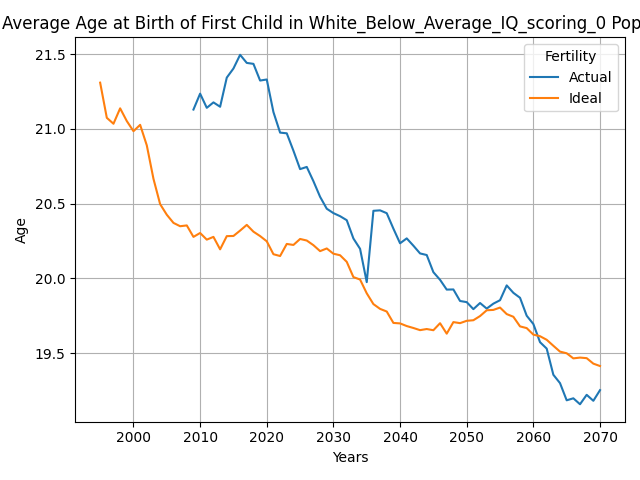 Average Age at Birth of First Child in White_Below_Average_IQ_scoring_0 Pop
Fertility
Actual
Ideal
21.5
21.0
20.5
20.0
19.5
Age
2000 2010 2020 2030 2040 2050 2060 2070
Years